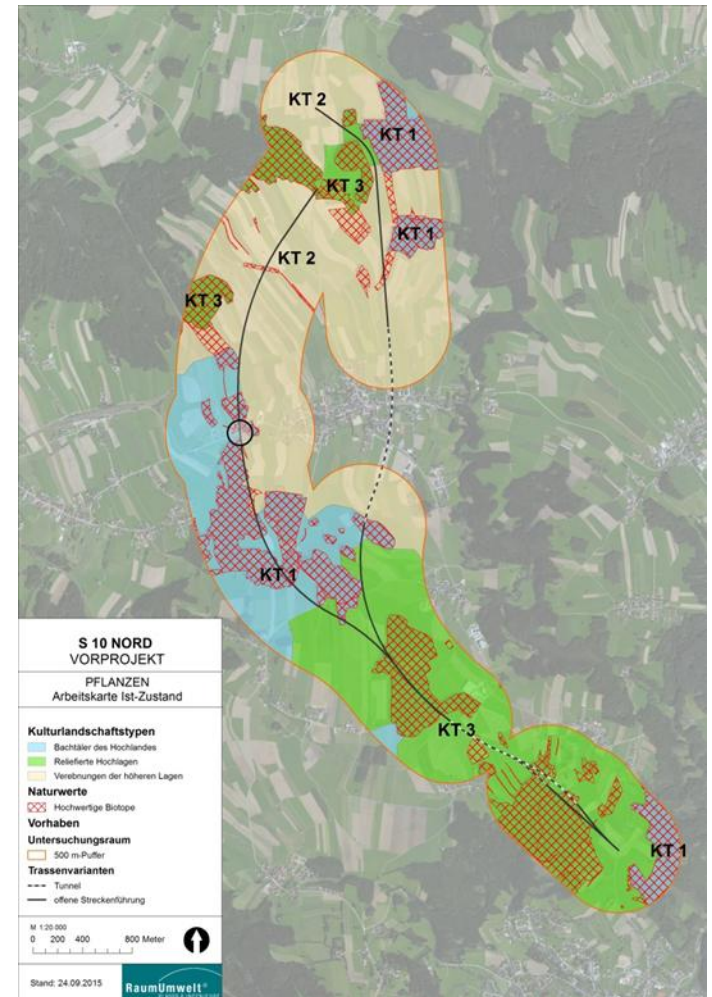 KT 2
KT 1
KT 3
KT 1
KT 2
KT 3
KT 1
KT 3
KT 1
S 10 NORD
VORPROJEKT
PFLANZEN
Arbeitskarte Ist-Zustand
Kulturlandschaftstypen
Bachtäler des Hochlandes
Reliefierte Hochlagen
Verebnungen der höheren Lagen
Naturwerte
Hochwertige Biotope
Vorhaben
Untersuchungsraum
500 m-Puffer
Trassenvarianten
Tunnel
offene Streckenführung
M 1:20 000
0 200 400 800 Meter
Stand: 24.09.2015
RaumUmwelt®